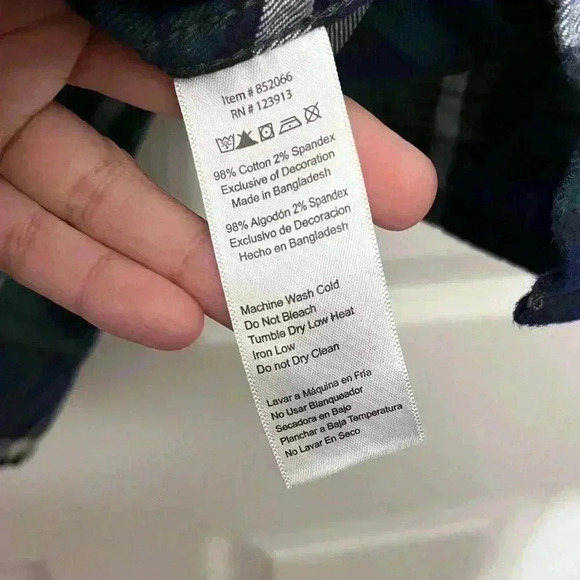 Item # 852066
RN # 123913
98% Cotton 2% Spandex
Exclusive of Decoration
Made in Bangladesh
98% Algodón 2% Spandex
Exclusivo de Decoracion
Hecho en Bangladesh
Machine Wash Cold
Do Not Bleach
Tumble Dry Low Heat
Iron Low
Do not Dry Clean
Lavar a Máquina en Fria
No Usar Blanqueador
Secadora en Bajo
Planchar a Baja Temperatura
No Lavar En Seco